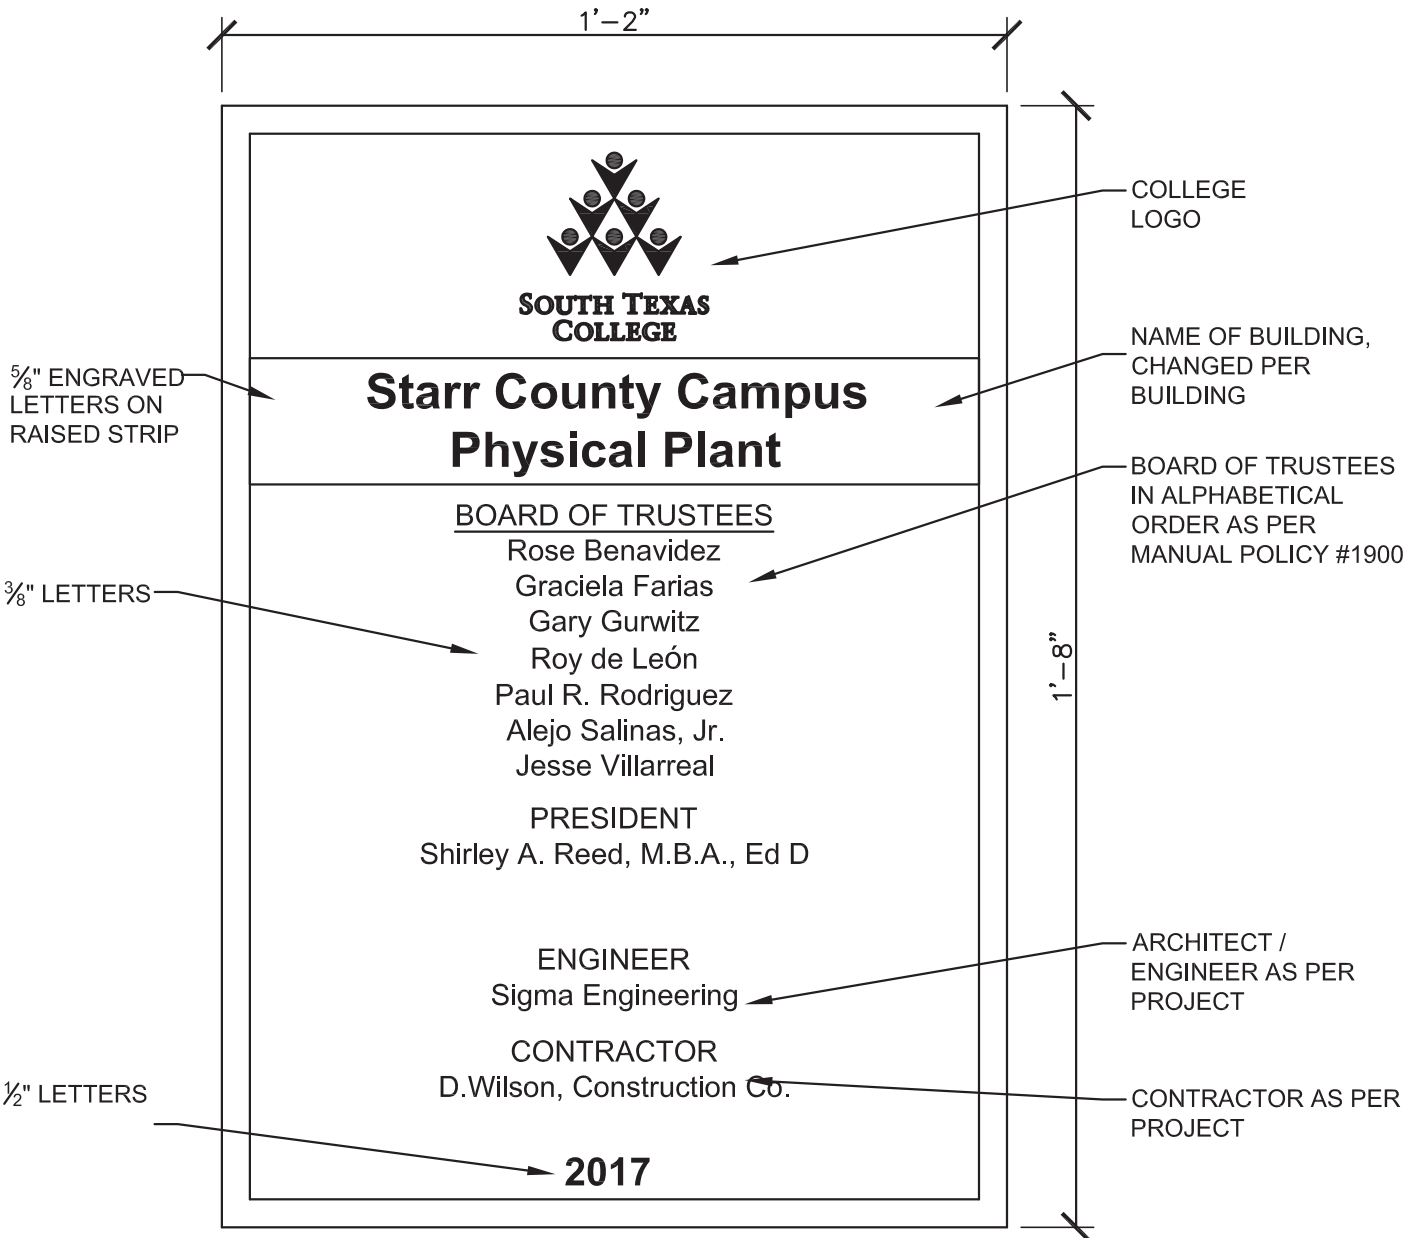 1'-2"
COLLEGE
LOGO
SOUTH TEXAS
COLLEGE
NAME OF BUILDING,
CHANGED PER
BUILDING
⅝" ENGRAVED
LETTERS ON
RAISED STRIP
Starr County Campus
Physical Plant
BOARD OF TRUSTEES
IN ALPHABETICAL
ORDER AS PER
MANUAL POLICY #1900
BOARD OF TRUSTEES
Rose Benavidez
Graciela Farias
Gary Gurwitz
Roy de León
Paul R. Rodriguez
Alejo Salinas, Jr.
Jesse Villarreal
⅜" LETTERS
1'-8"
PRESIDENT
Shirley A. Reed, M.B.A., Ed D
ENGINEER
Sigma Engineering
ARCHITECT /
ENGINEER AS PER
PROJECT
CONTRACTOR
D.Wilson, Construction Co.
CONTRACTOR AS PER
PROJECT
½" LETTERS
2017